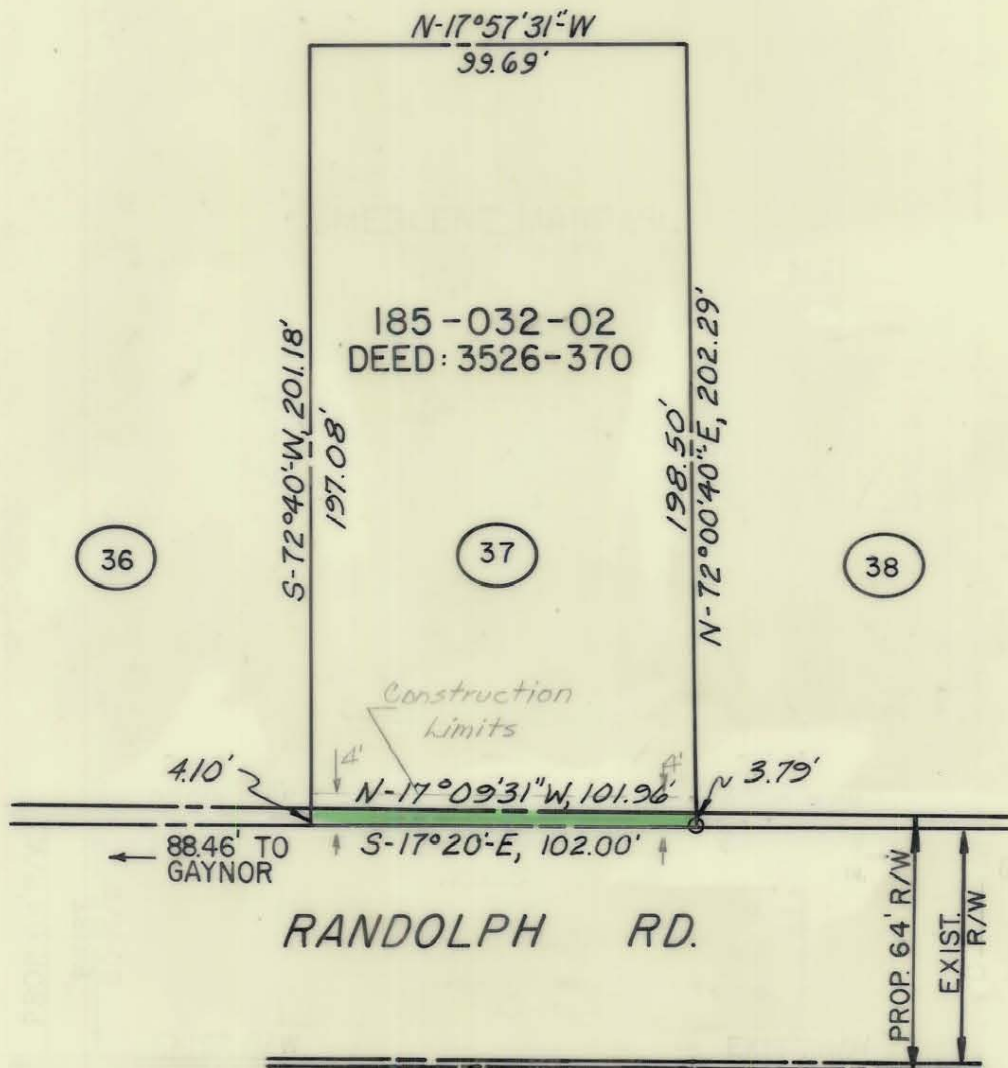 N-17°57'31"-W
99.69'
185-032-02
DEED: 3526-370
S-72°40'-W, 201.18'
197.08'
198.50'
N-72°00'40"-E, 202.29'
36
37
38
Construction
Limits
4'
4'
4.10'
N-17°09'31"W, 101.96'
3.79'
88.46' TO
GAYNOR
S-17°20'-E, 102.00'
RANDOLPH RD.
PROP. 64' R/W
EXIST.
R/W